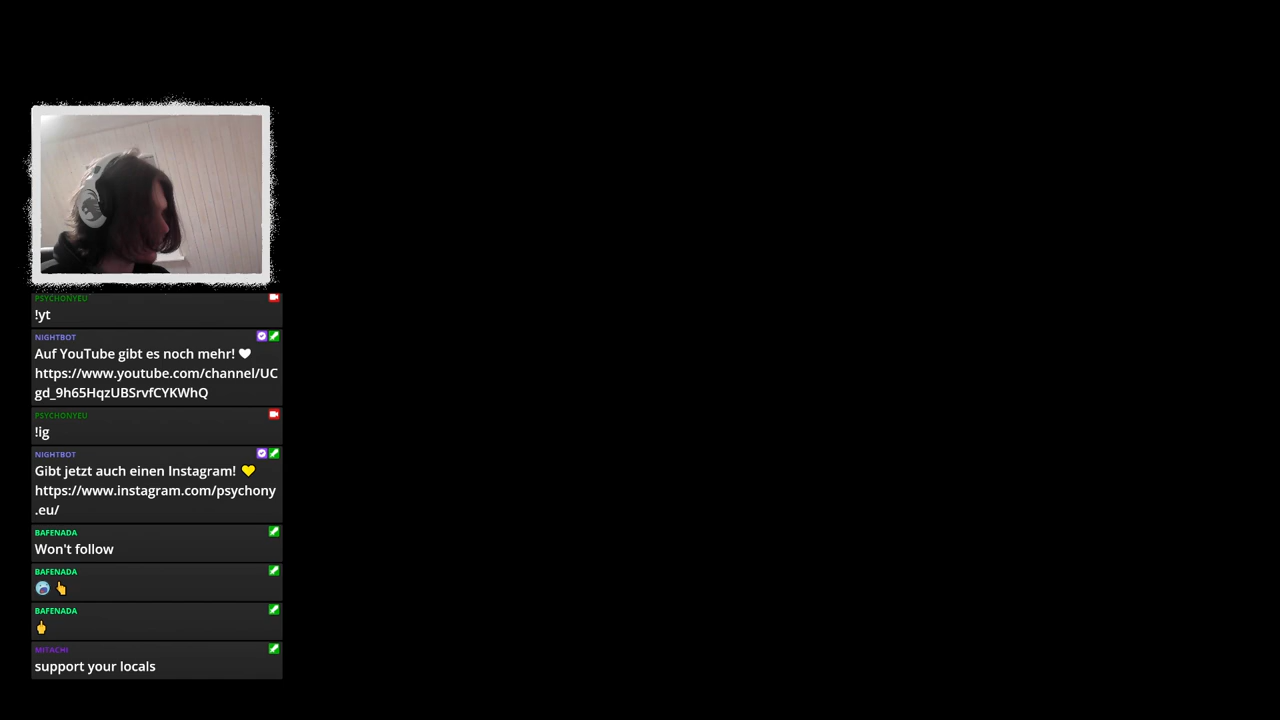 PSYCHONYEU
!yt
NIGHTBOT
Auf YouTube gibt es noch mehr! 🤍
https://www.youtube.com/channel/UC
gd_9h65HqzUBSrvfCYKWhQ
PSYCHONYEU
!ig
NIGHTBOT
Gibt jetzt auch einen Instagram! 💛
https://www.instagram.com/psychony
.eu/
BAFENADA
Won't follow
BAFENADA
BAFENADA
MITACHI
support your locals